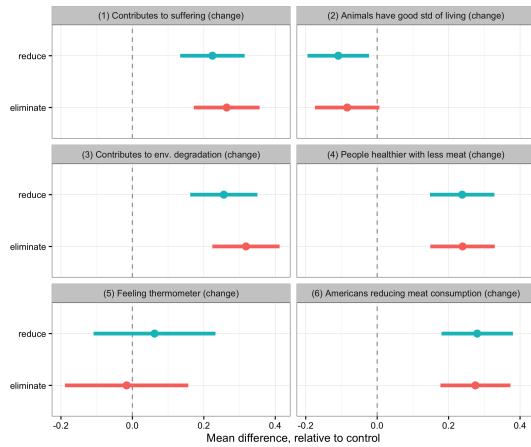 (1) Contributes to suffering (change)
(2) Animals have good std of living (change)
reduce
eliminate
(3) Contributes to env. degradation (change)
(4) People healthier with less meat (change)
reduce
eliminate
(5) Feeling thermometer (change)
(6) Americans reducing meat consumption (change)
reduce
eliminate
-0.2 0.0 0.2 0.4 -0.2 0.0 0.2 0.4
Mean difference, relative to control